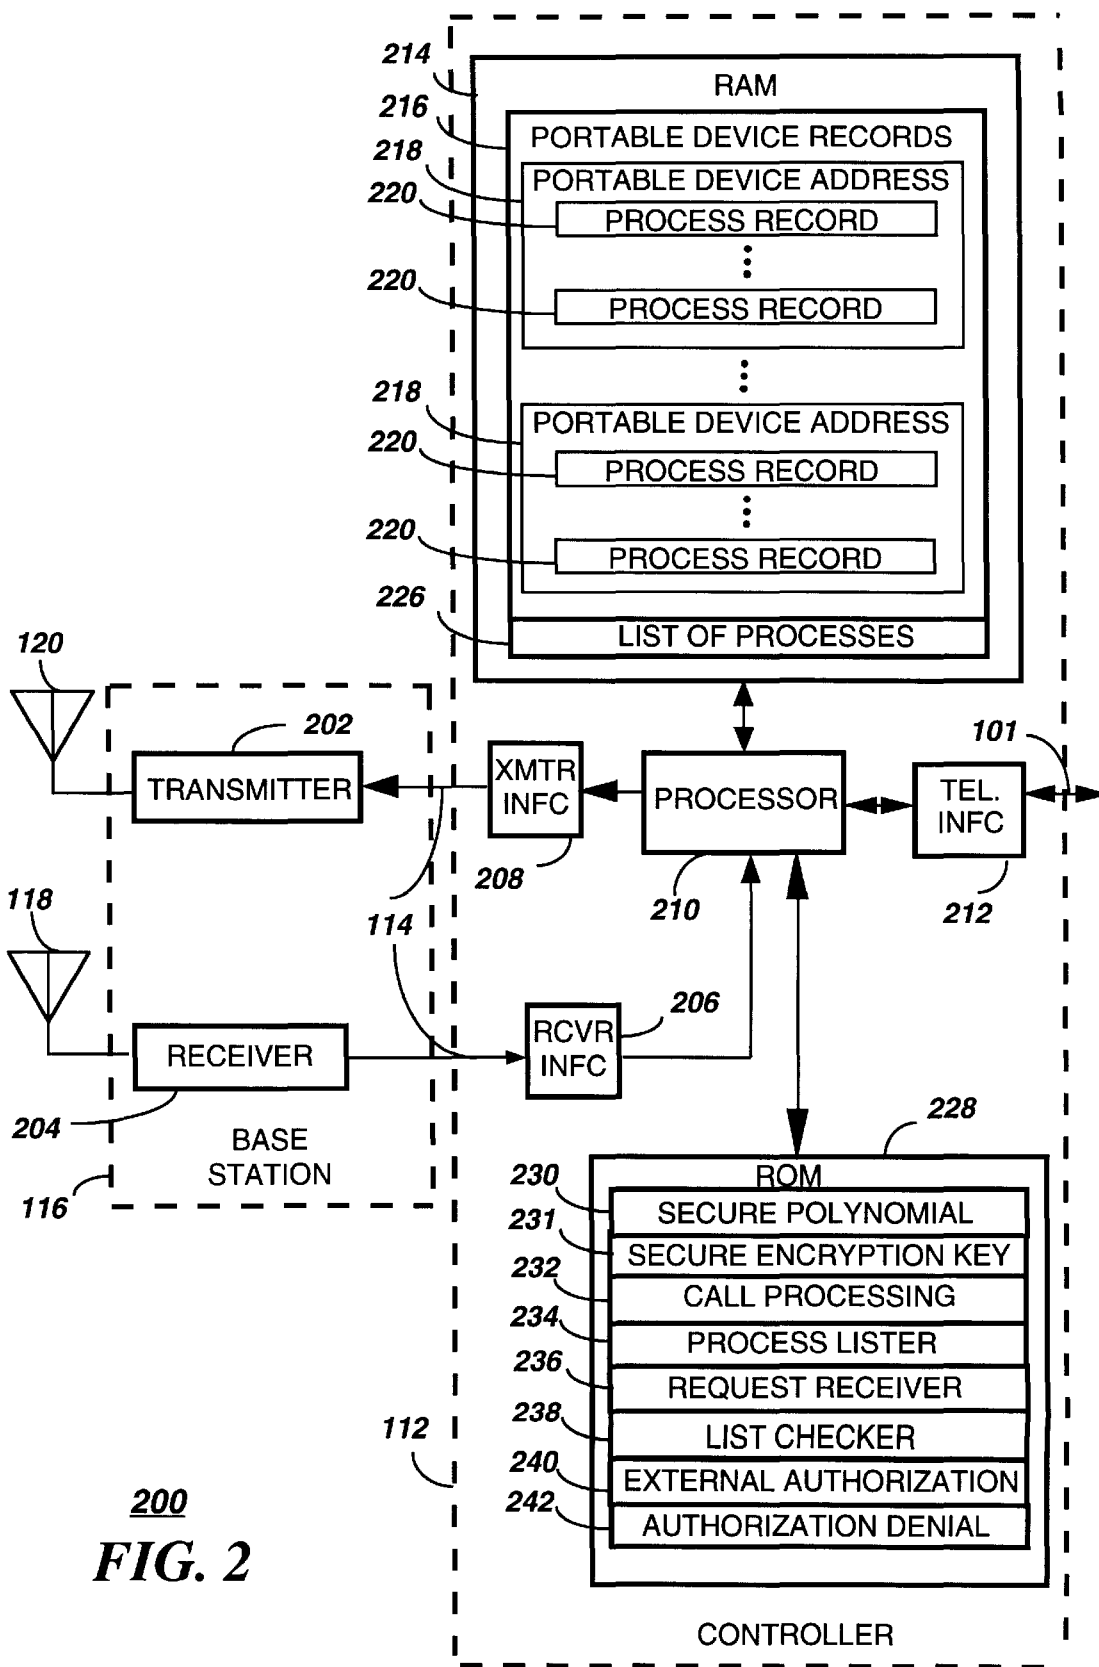 214
RAM
216
PORTABLE DEVICE RECORDS
218
PORTABLE DEVICE ADDRESS
220
PROCESS RECORD
220
PROCESS RECORD
218
PORTABLE DEVICE ADDRESS
220
PROCESS RECORD
220
PROCESS RECORD
226
LIST OF PROCESSES
120
202
TRANSMITTER
XMTR
INFC
208
PROCESSOR
210
101
TEL.
INFC
212
118
114
RECEIVER
204
RCVR
INFC
206
BASE
STATION
116
228
ROM
230
SECURE POLYNOMIAL
231
SECURE ENCRYPTION KEY
232
CALL PROCESSING
234
PROCESS LISTER
236
REQUEST RECEIVER
238
LIST CHECKER
240
EXTERNAL AUTHORIZATION
242
AUTHORIZATION DENIAL
112
CONTROLLER
200
FIG. 2